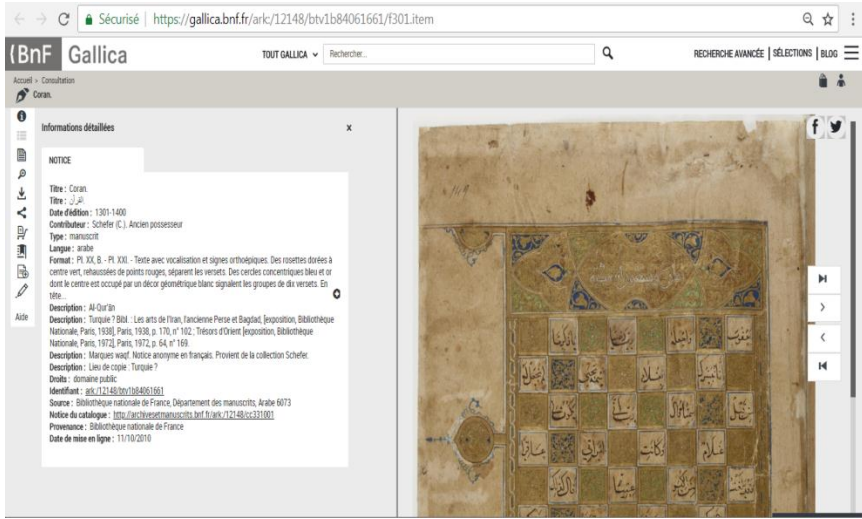 Sécurisé | https://gallica.bnf.fr/ark:/12148/btv1b84061661/f301.item
(BnF Gallica
TOUT GALLICA
Rechercher...
RECHERCHE AVANCÉE | SÉLECTIONS | BLOG
Accueil > Consultation
Coran.
Informations détaillées
x
NOTICE
Titre : Coran.
Titre : القرآن.
Date d'édition : 1301-1400
Contributeur : Schefer (C.). Ancien possesseur
Type : manuscrit
Langue : arabe
Format : Pl. XX, B. - Pl. XXI. - Texte avec vocalisation et signes orthoépiques. Des rosettes dorées à
centre vert, rehaussées de points rouges, séparent les versets. Des cercles concentriques bleu et or
dont le centre est occupé par un décor géométrique blanc signalent les groupes de dix versets. En
tête...
Description : Al-Qur'ān
Description : Turquie ? Bibl. : Les arts de l'Iran, l'ancienne Perse et Bagdad, [exposition, Bibliothèque
Nationale, Paris, 1938], Paris, 1938, p. 170, n° 102 ; Trésors d'Orient [exposition, Bibliothèque
Nationale, Paris, 1972], Paris, 1972, p. 64, n° 169.
Description : Marques waqf. Notice anonyme en français. Provient de la collection Schefer.
Description : Lieu de copie : Turquie ?
Droits : domaine public
Identifiant : ark:/12148/btv1b84061661
Source : Bibliothèque nationale de France, Département des manuscrits, Arabe 6073
Notice du catalogue : http://archivesetmanuscrits.bnf.fr/ark:/12148/cc331001
Provenance : Bibliothèque nationale de France
Date de mise en ligne : 11/10/2010
Aide